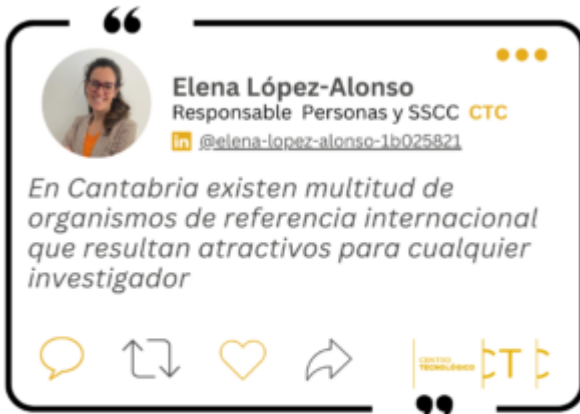 Elena López-Alonso
Responsable Personas y SSCC CTC
in @elena-lopez-alonso-1b025821
En Cantabria existen multitud de
organismos de referencia internacional
que resultan atractivos para cualquier
investigador
CENTRO
TECNOLÓGICO
CTC